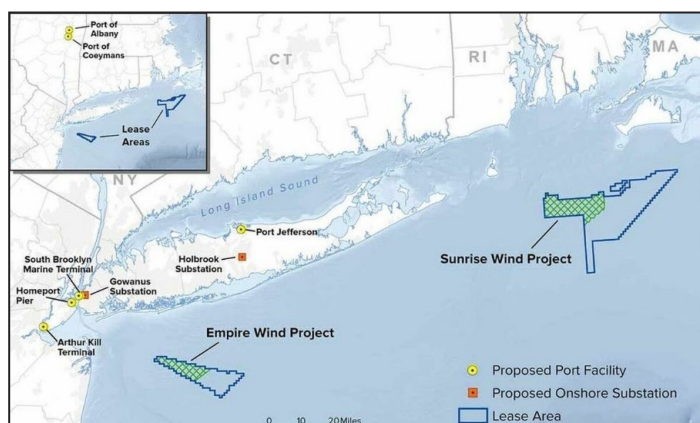 Port of
Albany
Port of
Coeymans
Lease
Areas
CT
RI
MA
NY
Long Island Sound
Port Jefferson
South Brooklyn
Marine Terminal
Holbrook
Substation
Gowanus
Substation
Homeport
Pier
Arthur Kill
Terminal
Sunrise Wind Project
Empire Wind Project
Proposed Port Facility
Proposed Onshore Substation
Lease Area
0 10 20 Miles